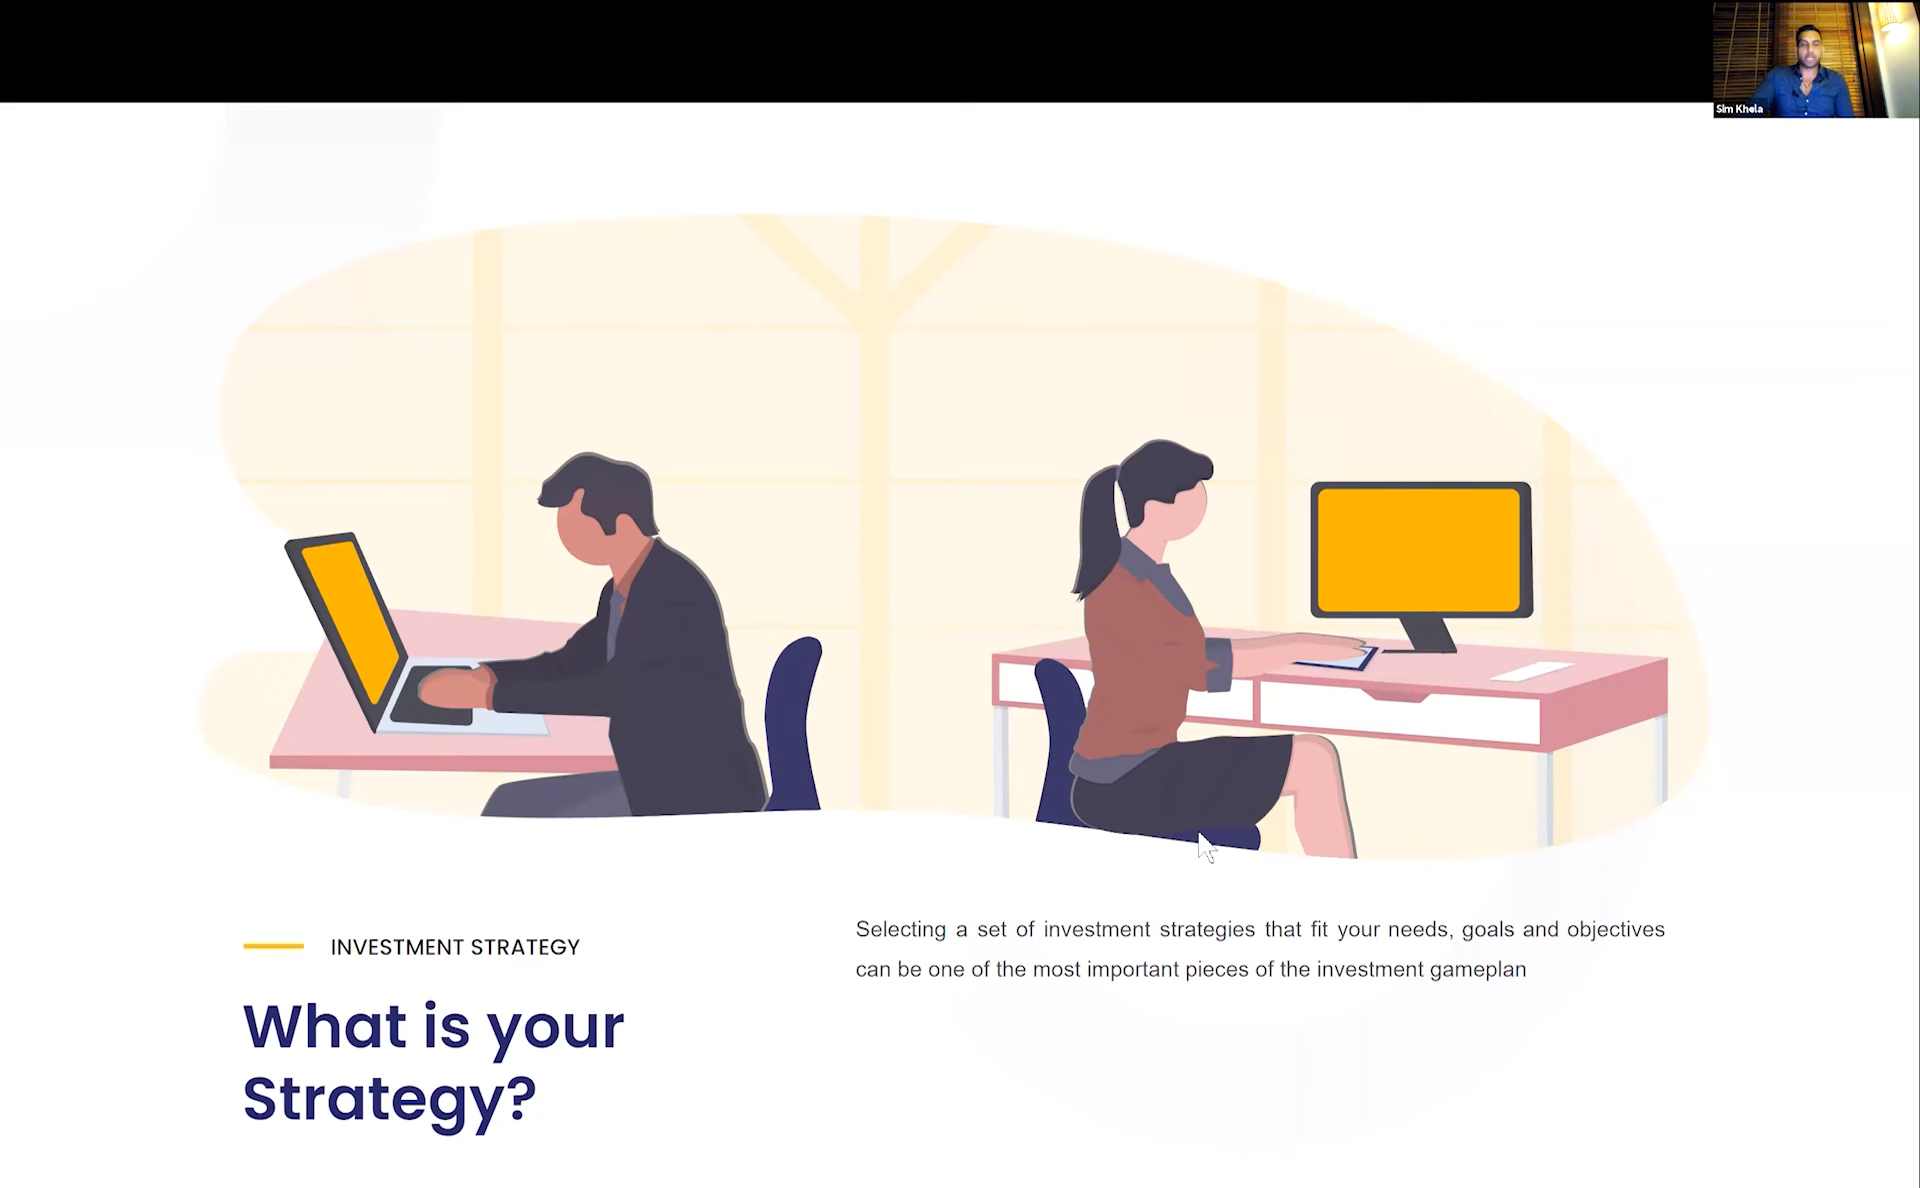 Sim Khela
INVESTMENT STRATEGY
What is your
Strategy?
Selecting a set of investment strategies that fit your needs, goals and objectives
can be one of the most important pieces of the investment gameplan